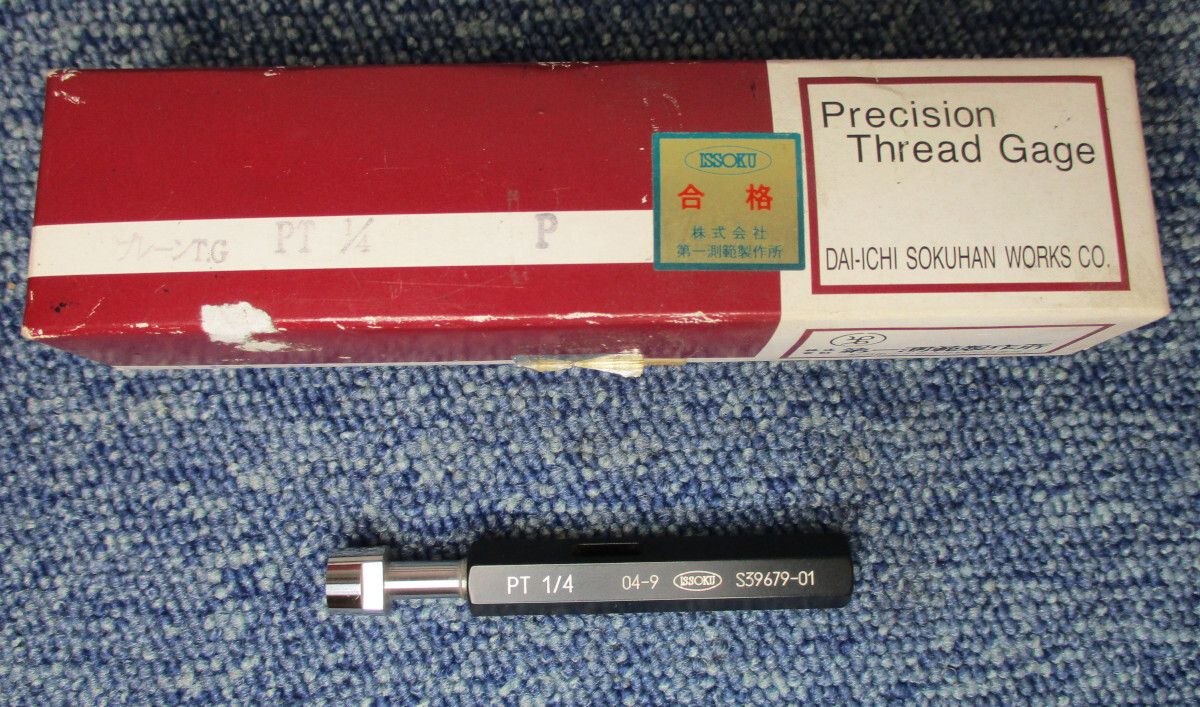 Precision
Thread Gage
DAI-ICHI SOKUHAN WORKS CO.
ISSOKU
合格
株式会社
第一測範製作所
プレーンT.G PT 1/4 P
PT 1/4 04-9 ISSOKU S39679-01